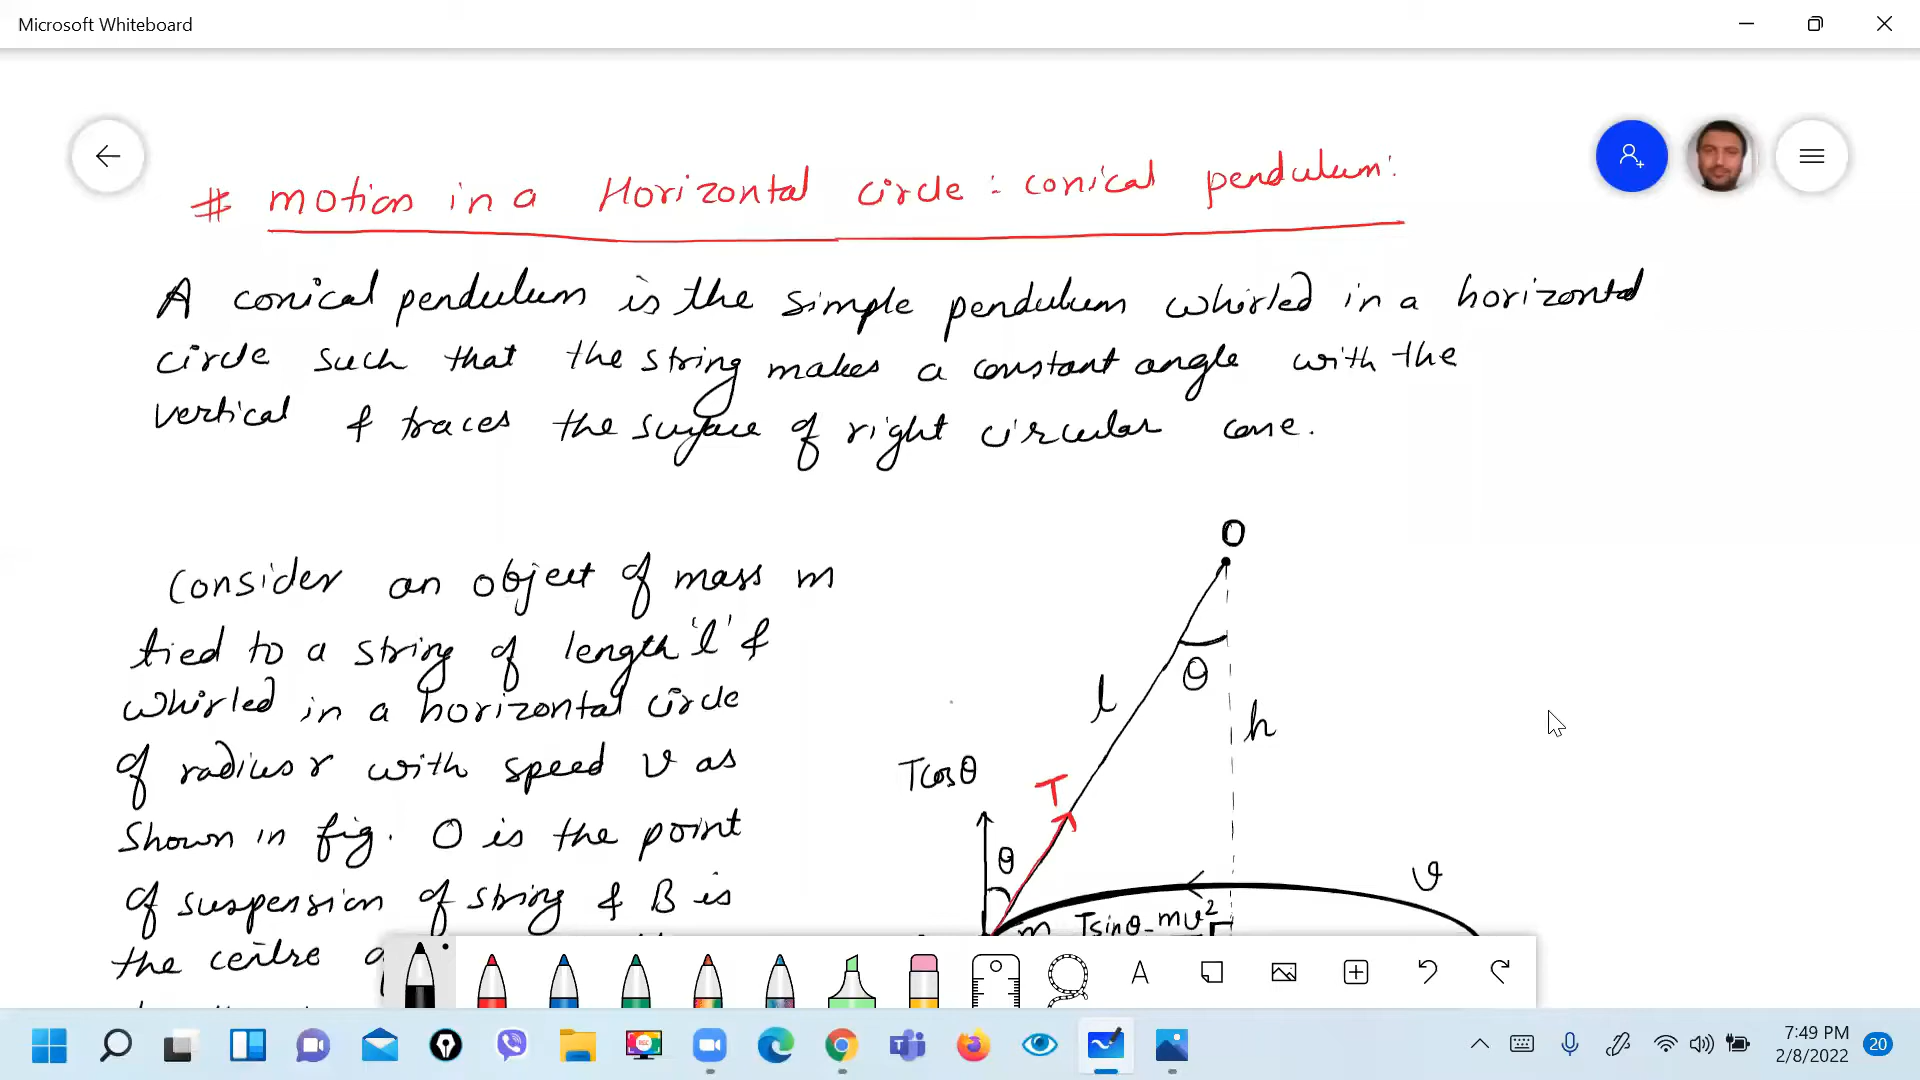 Microsoft Whiteboard
# motion in a Horizontal circle : conical pendulum:
A conical pendulum is the simple pendulum whirled in a horizontal
circle such that the string makes a constant angle with the
vertical & traces the surface of right circular cone.
Consider an object of mass m
tied to a string of length 'l' &
whirled in a horizontal circle
of radius r with speed v as
shown in fig. O is the point
of suspension of string & B is
the centre
O
θ
l
h
Tcosθ
T
θ
v
m Tsinθ = mv²
A
7:49 PM
2/8/2022
20